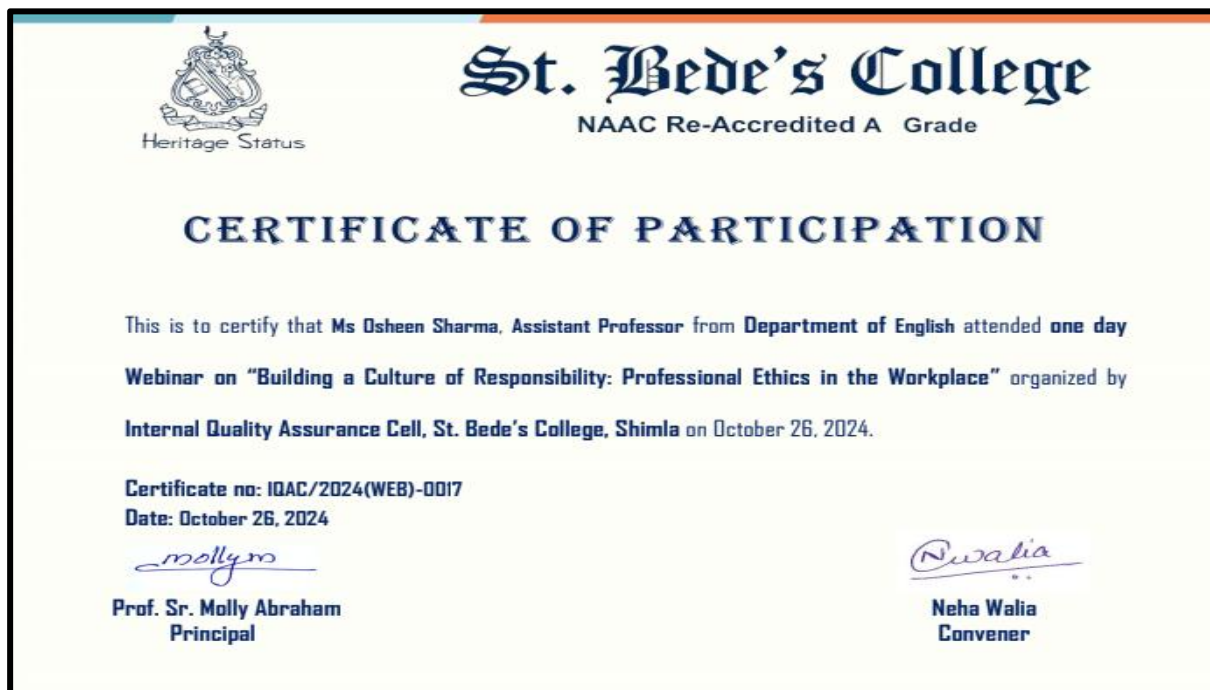 St. Bede's College
NAAC Re-Accredited A Grade
Heritage Status
CERTIFICATE OF PARTICIPATION
This is to certify that Ms Osheen Sharma, Assistant Professor from Department of English attended one day
Webinar on “Building a Culture of Responsibility: Professional Ethics in the Workplace” organized by
Internal Quality Assurance Cell, St. Bede’s College, Shimla on October 26, 2024.
Certificate no: IQAC/2024(WEB)-0017
Date: October 26, 2024
mollym
Nwalia
Prof. Sr. Molly Abraham
Neha Walia
Principal
Convener